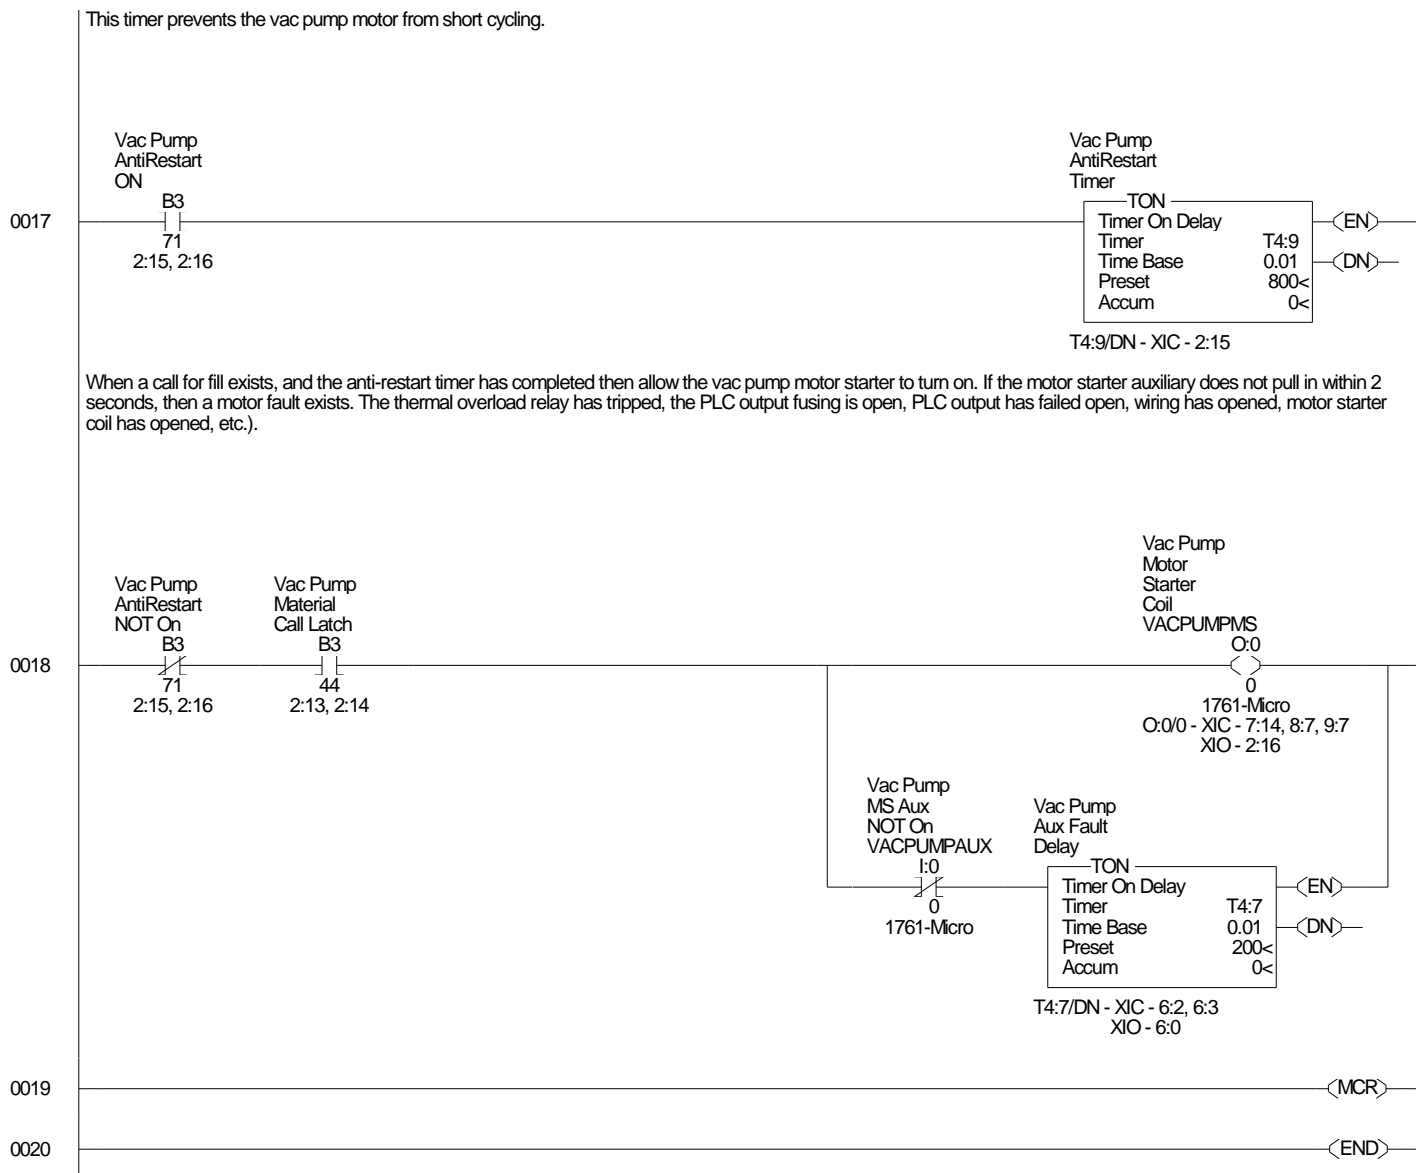 This timer prevents the vac pump motor from short cycling.
Vac Pump
AntiRestart
ON
B3
71
2:15, 2:16
0017
Vac Pump
AntiRestart
Timer
TON
Timer On Delay
Timer T4:9
Time Base 0.01
Preset 800<
Accum 0<
EN
DN
T4:9/DN - XIC - 2:15
When a call for fill exists, and the anti-restart timer has completed then allow the vac pump motor starter to turn on. If the motor starter auxiliary does not pull in within 2
seconds, then a motor fault exists. The thermal overload relay has tripped, the PLC output fusing is open, PLC output has failed open, wiring has opened, motor starter
coil has opened, etc.).
0018
Vac Pump
AntiRestart
NOT On
B3
71
2:15, 2:16
Vac Pump
Material
Call Latch
B3
44
2:13, 2:14
Vac Pump
Motor
Starter
Coil
VACPUMPMS
O:0
0
1761-Micro
O:0/0 - XIC - 7:14, 8:7, 9:7
XIO - 2:16
Vac Pump
MS Aux
NOT On
VACPUMPAUX
I:0
0
1761-Micro
Vac Pump
Aux Fault
Delay
TON
Timer On Delay
Timer T4:7
Time Base 0.01
Preset 200<
Accum 0<
EN
DN
T4:7/DN - XIC - 6:2, 6:3
XIO - 6:0
0019
MCR
0020
END